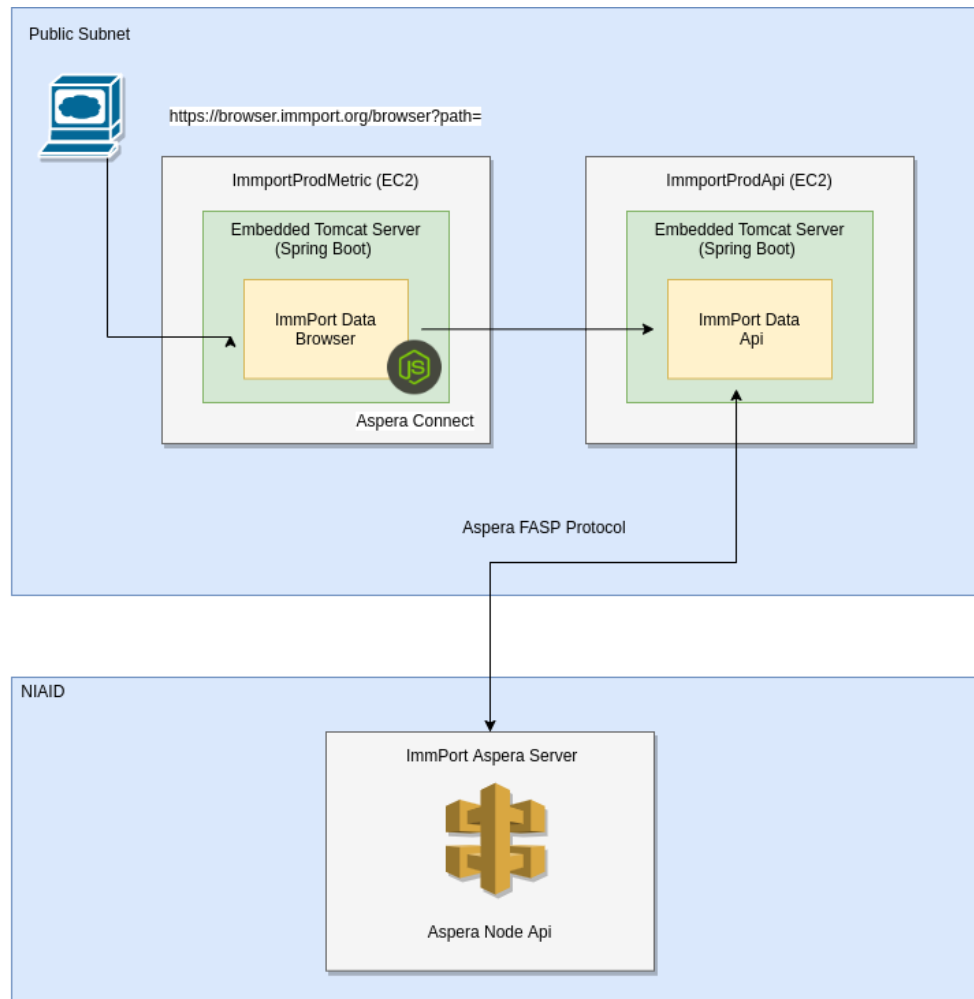 Public Subnet
https://browser.immport.org/browser?path=
ImmportProdMetric (EC2)
Embedded Tomcat Server
(Spring Boot)
ImmPort Data
Browser
JS
Aspera Connect
ImmportProdApi (EC2)
Embedded Tomcat Server
(Spring Boot)
ImmPort Data
Api
Aspera FASP Protocol
NIAID
ImmPort Aspera Server
Aspera Node Api